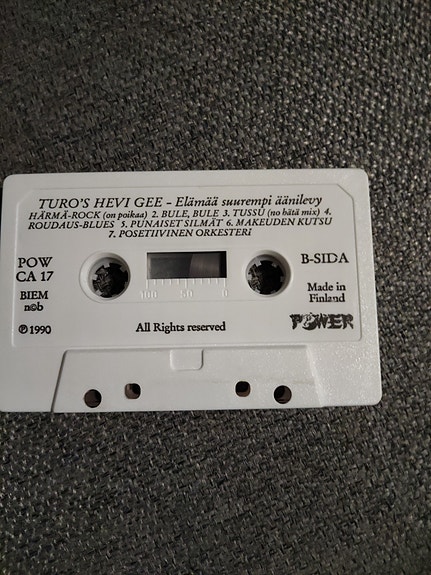 TURO'S HEVI GEE - Elämää suurempi äänilevy
HÄRMÄ-ROCK (on poikaa) 2. BULE, BULE 3. TUSSU (no hätä mix) 4.
ROUDAUS-BLUES 5. PUNAISET SILMÄT 6. MAKEUDEN KUTSU
7. POSETIIVINEN ORKESTERI
POW
CA 17
B-SIDA
BIEM
n©b
100 50 0
Made in
Finland
℗ 1990
All Rights reserved
POWER